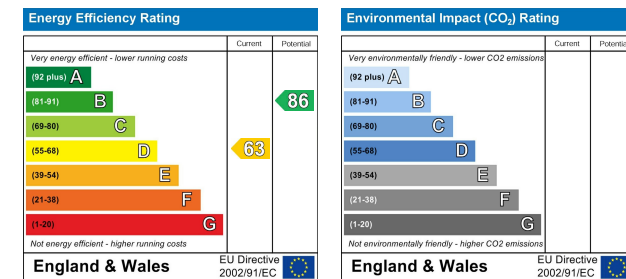 Energy Efficiency Rating
Current Potential
Very energy efficient - lower running costs
(92 plus) A
(81-91) B
(69-80) C
(55-68) D
(39-54) E
(21-38) F
(1-20) G
86
63
Not energy efficient - higher running costs
England & Wales
EU Directive
2002/91/EC
Environmental Impact (CO₂) Rating
Current Potential
Very environmentally friendly - lower CO2 emissions
(92 plus) A
(81-91) B
(69-80) C
(55-68) D
(39-54) E
(21-38) F
(1-20) G
Not environmentally friendly - higher CO2 emissions
England & Wales
EU Directive
2002/91/EC